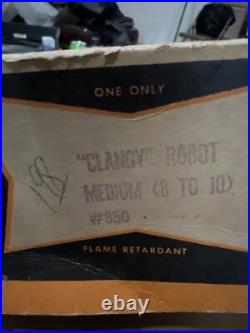 ONE ONLY
"CLANCY" ROBOT
MEDIUM (8 TO 10)
#850
FLAME RETARDANT